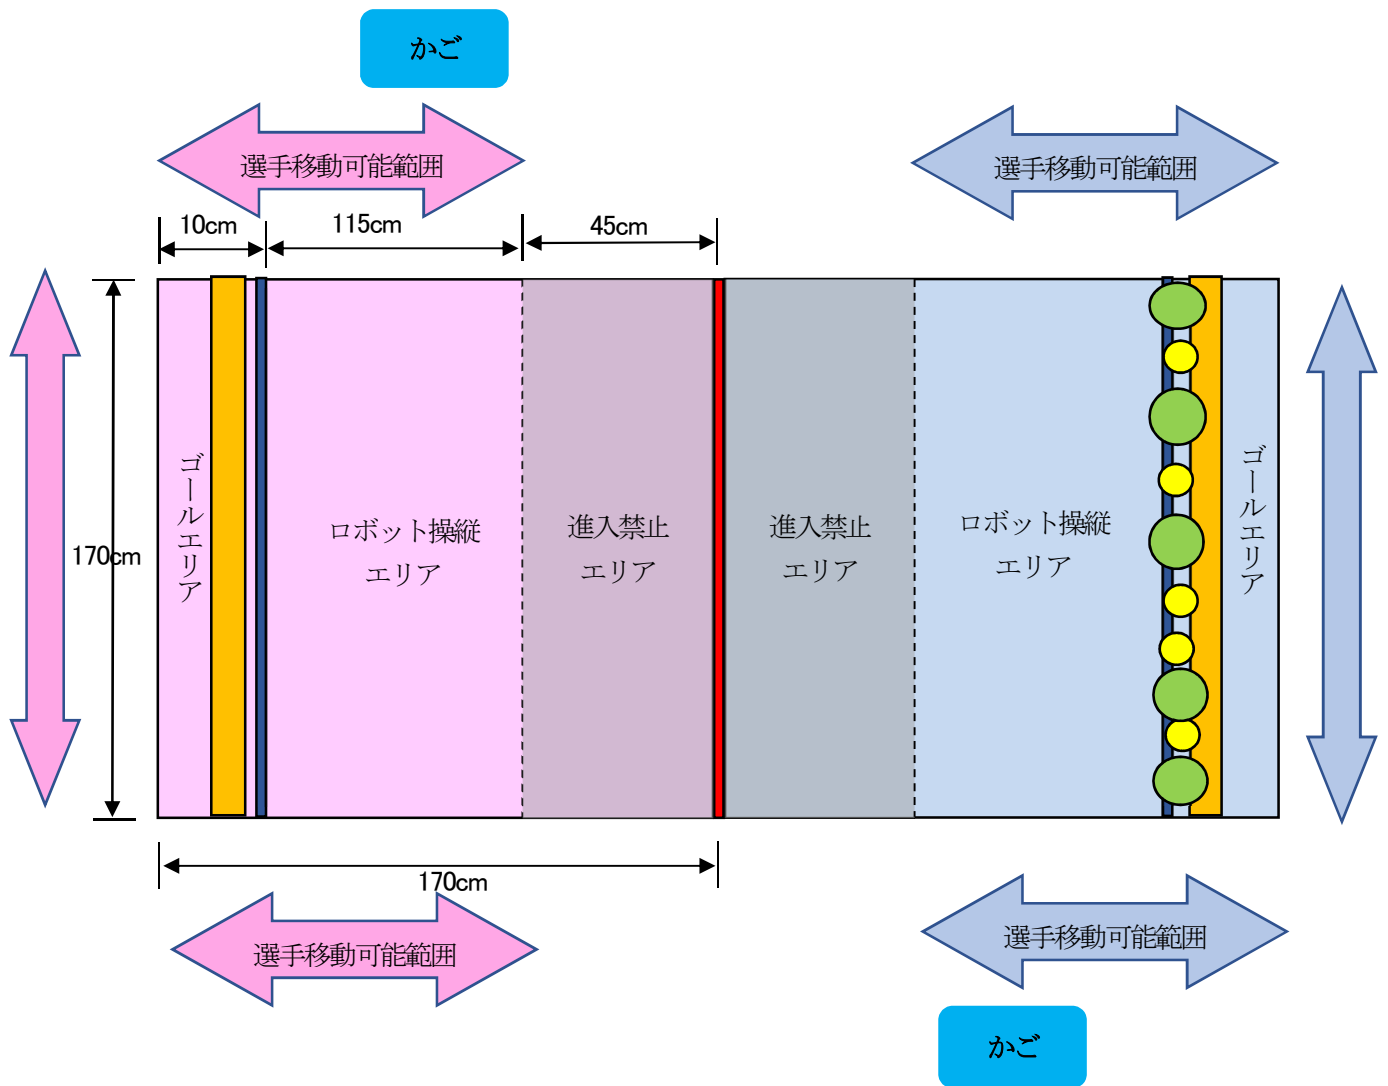 かご
選手移動可能範囲
選手移動可能範囲
10cm
115cm
45cm
170cm
ゴールエリア
ロボット操縦
エリア
進入禁止
エリア
進入禁止
エリア
ロボット操縦
エリア
ゴールエリア
170cm
選手移動可能範囲
選手移動可能範囲
かご